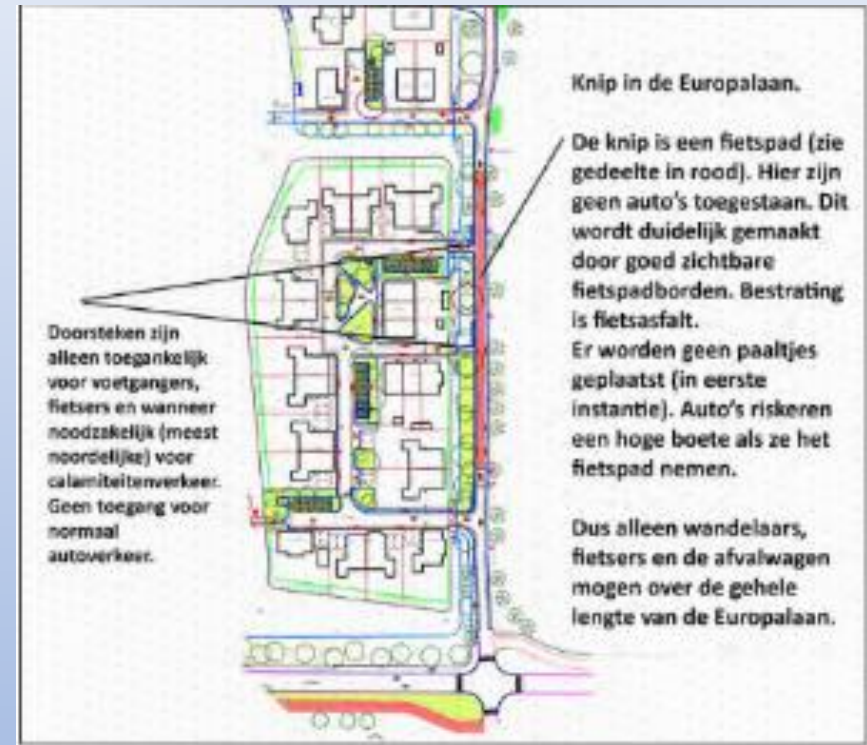 Knip in de Europalaan.
De knip is een fietspad (zie
gedeelte in rood). Hier zijn
geen auto's toegestaan. Dit
wordt duidelijk gemaakt
door goed zichtbare
fietspadborden. Bestrating
is fietsasfalt.
Er worden geen paaltjes
geplaatst (in eerste
instantie). Auto's riskeren
een hoge boete als ze het
fietspad nemen.
Dus alleen wandelaars,
fietsers en de afvalwagen
mogen over de gehele
lengte van de Europalaan.
Doorsteken zijn
alleen toegankelijk
voor voetgangers,
fietsers en wanneer
noodzakelijk (meest
noordelijke) voor
calamiteitenverkeer.
Geen toegang voor
normaal
autoverkeer.